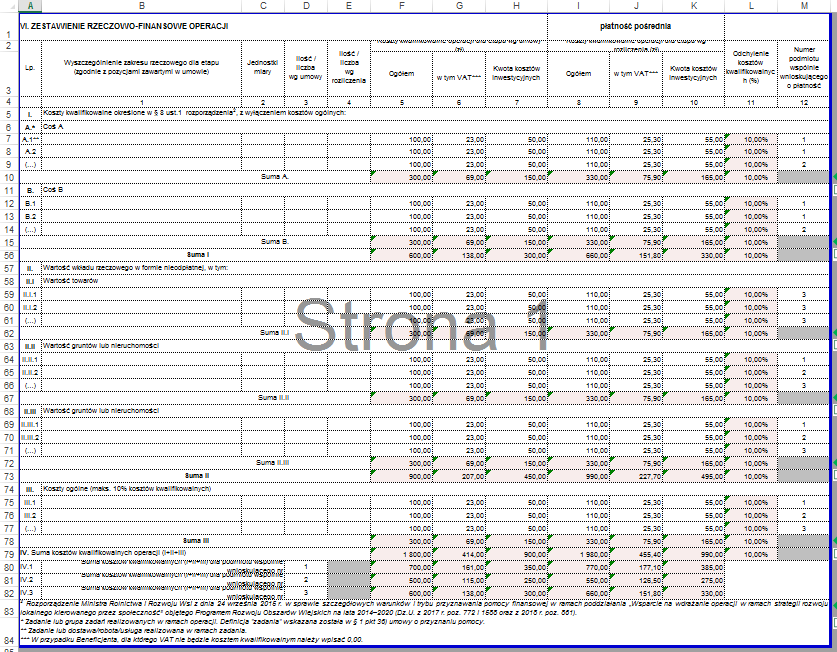 A B C D E F G H I J K L M
1 VI. ZESTAWIENIE RZECZOWO-FINANSOWE OPERACJI płatność pośrednia
2 Koszty kwalifikowane operacji dla etapu wg umowy (zł) Koszty kwalifikowane operacji dla etapu wg rozliczenia (zł)
3 Lp. Wyszczególnienie zakresu rzeczowego dla etapu (zgodnie z pozycjami zawartymi w umowie) Jednostki miary Ilość / liczba wg umowy Ilość / liczba wg rozliczenia Ogółem w tym VAT*** Kwota kosztów inwestycyjnych Ogółem w tym VAT*** Kwota kosztów inwestycyjnych Odchylenie kosztów kwalifikowalnych (%) Numer podmiotu wspólnie wnioskującego o płatność
4 1 2 3 4 5 6 7 8 9 10 11 12
5 I. Koszty kwalifikowalne określone w § 8 ust.1 rozporządzenia¹, z wyłączeniem kosztów ogólnych:
6 A.* Coś A
7 A.1** 100,00 23,00 50,00 110,00 25,30 55,00 10,00% 1
8 A.2 100,00 23,00 50,00 110,00 25,30 55,00 10,00% 1
9 (...) 100,00 23,00 50,00 110,00 25,30 55,00 10,00% 2
10 Suma A. 300,00 69,00 150,00 330,00 75,90 165,00 10,00%
11 B. Coś B
12 B.1 100,00 23,00 50,00 110,00 25,30 55,00 10,00% 1
13 B.2 100,00 23,00 50,00 110,00 25,30 55,00 10,00% 1
14 (...) 100,00 23,00 50,00 110,00 25,30 55,00 10,00% 2
15 Suma B. 300,00 69,00 150,00 330,00 75,90 165,00 10,00%
56 Suma I 600,00 138,00 300,00 660,00 151,80 330,00 10,00%
57 II. Wartość wkładu rzeczowego w formie nieodpłatnej, w tym:
58 II.I Wartość towarów
59 II.I.1 100,00 23,00 50,00 110,00 25,30 55,00 10,00% 3
60 II.I.2 100,00 23,00 50,00 110,00 25,30 55,00 10,00% 3
61 (...) 100,00 23,00 50,00 110,00 25,30 55,00 10,00% 3
Strona 1
62 Suma II.I 300,00 69,00 150,00 330,00 75,90 165,00 10,00%
63 II.II Wartość gruntów lub nieruchomości
64 II.II.1 100,00 23,00 50,00 110,00 25,30 55,00 10,00% 1
65 II.II.2 100,00 23,00 50,00 110,00 25,30 55,00 10,00% 2
66 (...) 100,00 23,00 50,00 110,00 25,30 55,00 10,00% 3
67 Suma II.II 300,00 69,00 150,00 330,00 75,90 165,00 10,00%
68 II.III Wartość gruntów lub nieruchomości
69 II.III.1 100,00 23,00 50,00 110,00 25,30 55,00 10,00% 1
70 II.III.2 100,00 23,00 50,00 110,00 25,30 55,00 10,00% 2
71 (...) 100,00 23,00 50,00 110,00 25,30 55,00 10,00% 3
72 Suma II.III 300,00 69,00 150,00 330,00 75,90 165,00 10,00%
73 Suma II 900,00 207,00 450,00 990,00 227,70 495,00 10,00%
74 III. Koszty ogólne (maks. 10% kosztów kwalifikowalnych)
75 III.1 100,00 23,00 50,00 110,00 25,30 55,00 10,00% 1
76 III.2 100,00 23,00 50,00 110,00 25,30 55,00 10,00% 2
77 (...) 100,00 23,00 50,00 110,00 25,30 55,00 10,00% 3
78 Suma III 300,00 69,00 150,00 330,00 75,90 165,00 10,00%
79 IV. Suma kosztów kwalifikowalnych operacji (I+II+III) 1 800,00 414,00 900,00 1 980,00 455,40 990,00 10,00%
80 IV.1 Suma kosztów kwalifikowalnych (I+II+III) dla podmiotu wspólnie wnioskującego nr 1 700,00 161,00 350,00 770,00 177,10 385,00
81 IV.2 Suma kosztów kwalifikowalnych (I+II+III) dla podmiotu wspólnie wnioskującego nr 2 500,00 115,00 250,00 550,00 126,50 275,00
82 IV.3 wnioskującego nr 3 600,00 138,00 300,00 660,00 151,80 330,00
¹ Rozporządzenie Ministra Rolnictwa i Rozwoju Wsi z dnia 24 września 2015 r. w sprawie szczegółowych warunków i trybu przyznawania pomocy finansowej w ramach poddziałania „Wsparcie na wdrażanie operacji w ramach strategii rozwoju
83 lokalnego kierowanego przez społeczność” objętego Programem Rozwoju Obszarów Wiejskich na lata 2014–2020 (Dz.U. z 2017 r. poz. 772 i 1588 oraz z 2018 r. poz. 861).
* Zadanie lub grupa zadań realizowanych w ramach operacji. Definicja 'zadania' wskazana została w § 1 pkt 36) umowy o przyznaniu pomocy.
** Zadanie lub dostawa/robota/usługa realizowana w ramach zadania.
84 *** W przypadku Beneficjenta, dla którego VAT nie będzie kosztem kwalifikowalnym należy wpisać 0,00.